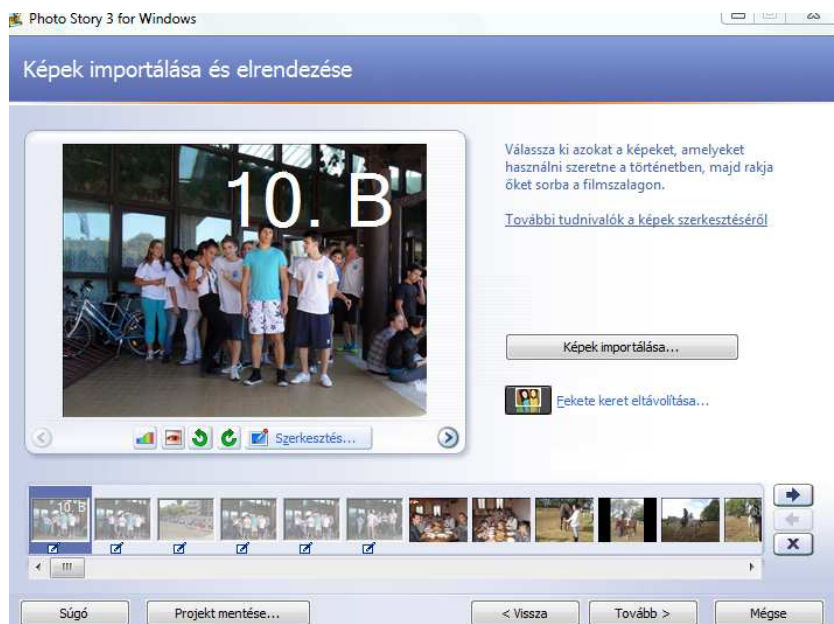 Photo Story 3 for Windows
Képek importálása és elrendezése
10. B
Válassza ki azokat a képeket, amelyeket
használni szeretne a történetben, majd rakja
őket sorba a filmszalagon.
További tudnivalók a képek szerkesztéséről
Képek importálása...
Fekete keret eltávolítása...
Szerkesztés...
10. B
Súgó
Projekt mentése...
< Vissza
Tovább >
Mégse